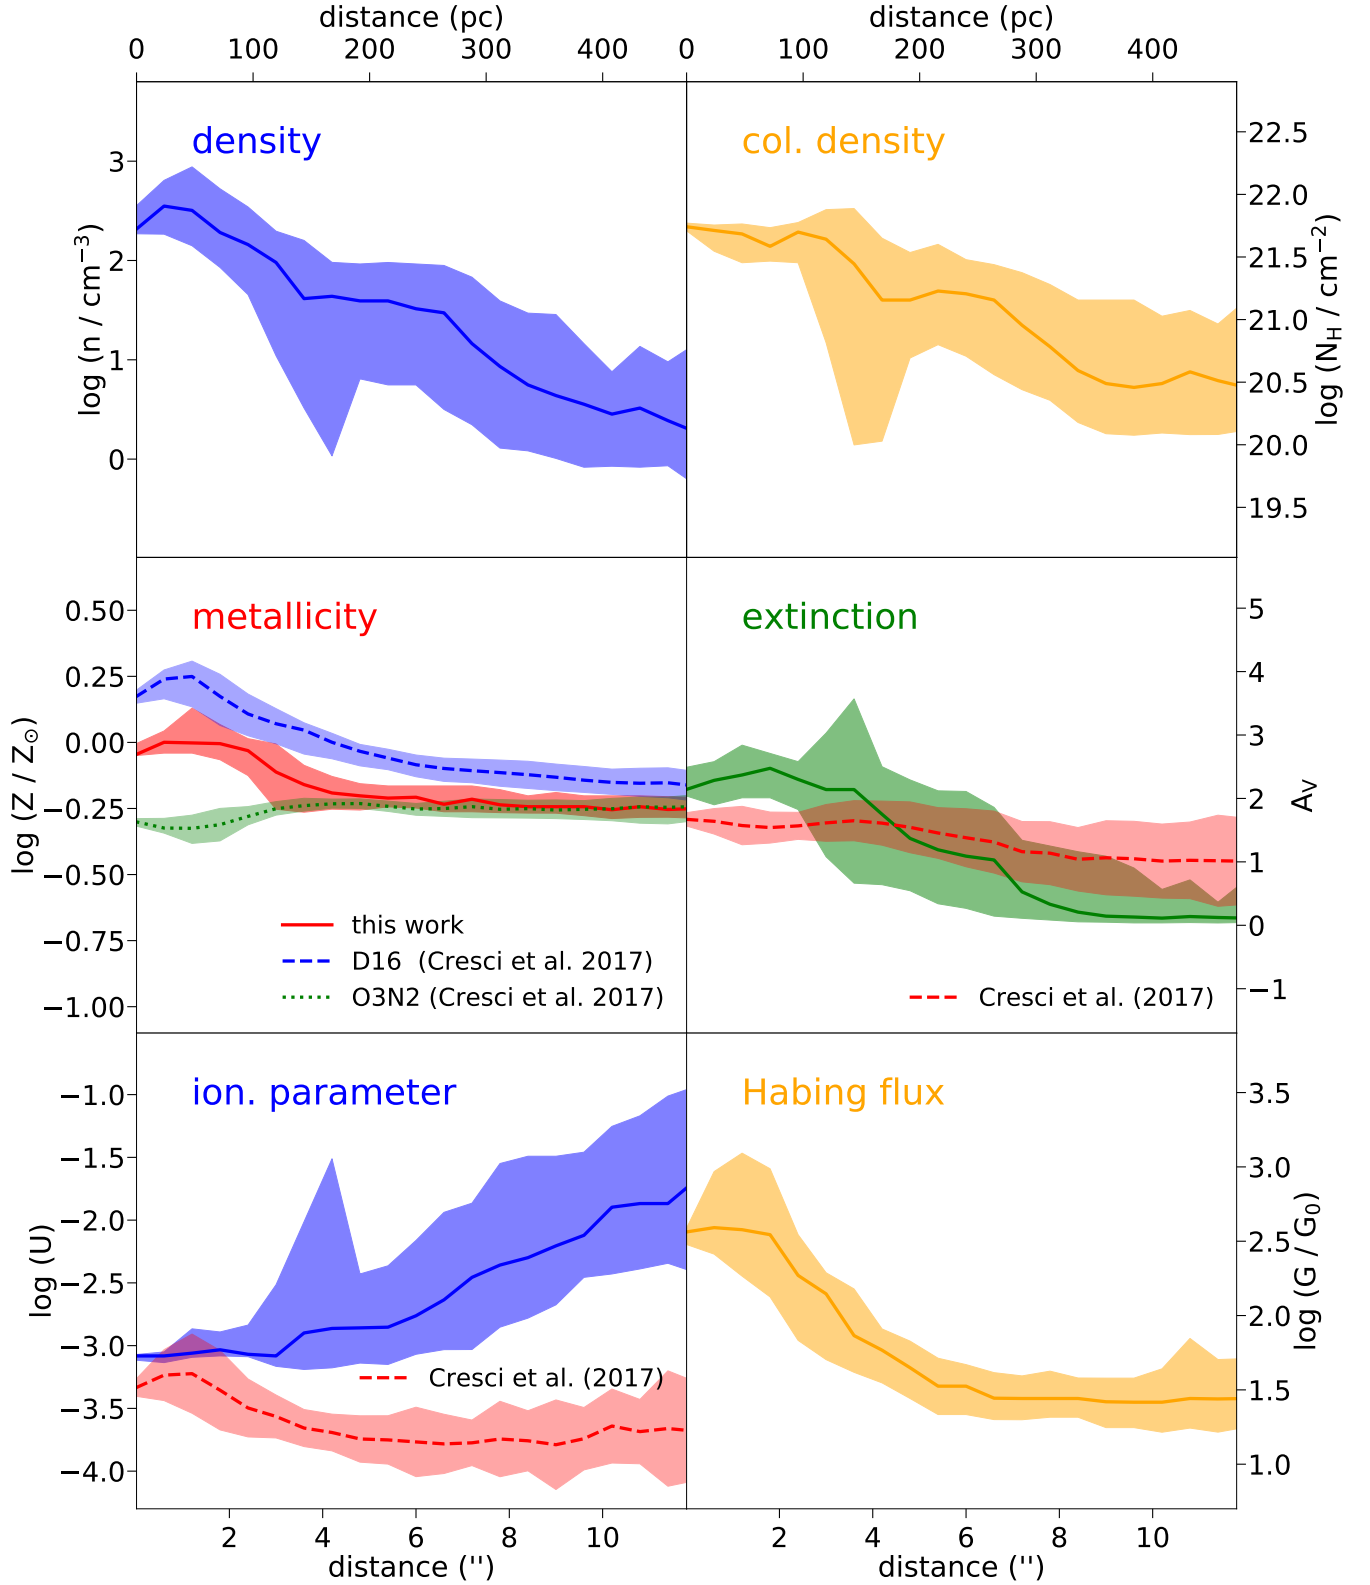 distance (pc)
0 100 200 300 400
distance (pc)
0 100 200 300 400
density
3
2
1
0
log (n / cm⁻³)
col. density
22.5
22.0
21.5
21.0
20.5
20.0
19.5
log (N_H / cm⁻²)
metallicity
0.50
0.25
0.00
−0.25
−0.50
−0.75
−1.00
log (Z / Z⊙)
this work
D16 (Cresci et al. 2017)
O3N2 (Cresci et al. 2017)
extinction
5
4
3
2
1
0
−1
A_V
Cresci et al. (2017)
ion. parameter
−1.0
−1.5
−2.0
−2.5
−3.0
−3.5
−4.0
log (U)
Cresci et al. (2017)
2 4 6 8 10
distance ('')
Habing flux
3.5
3.0
2.5
2.0
1.5
1.0
log (G / G₀)
2 4 6 8 10
distance ('')